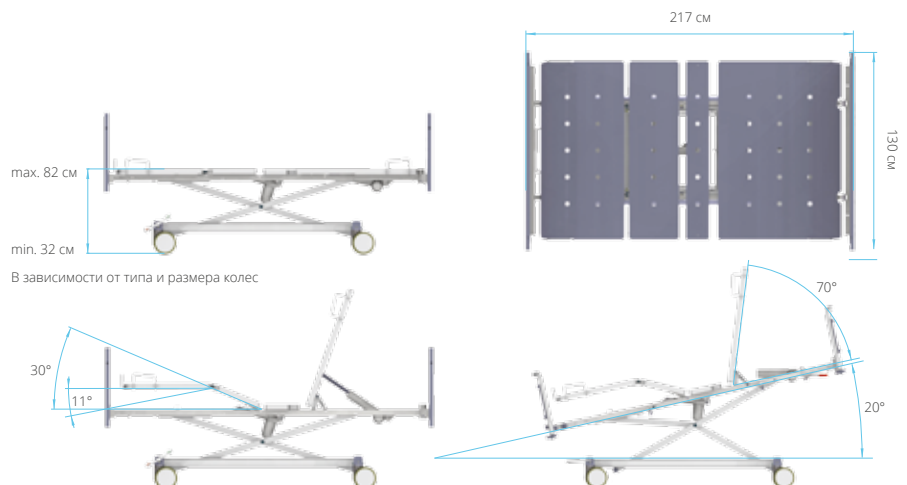 217 см
130 см
max. 82 см
min. 32 см
В зависимости от типа и размера колес
30°
11°
70°
20°